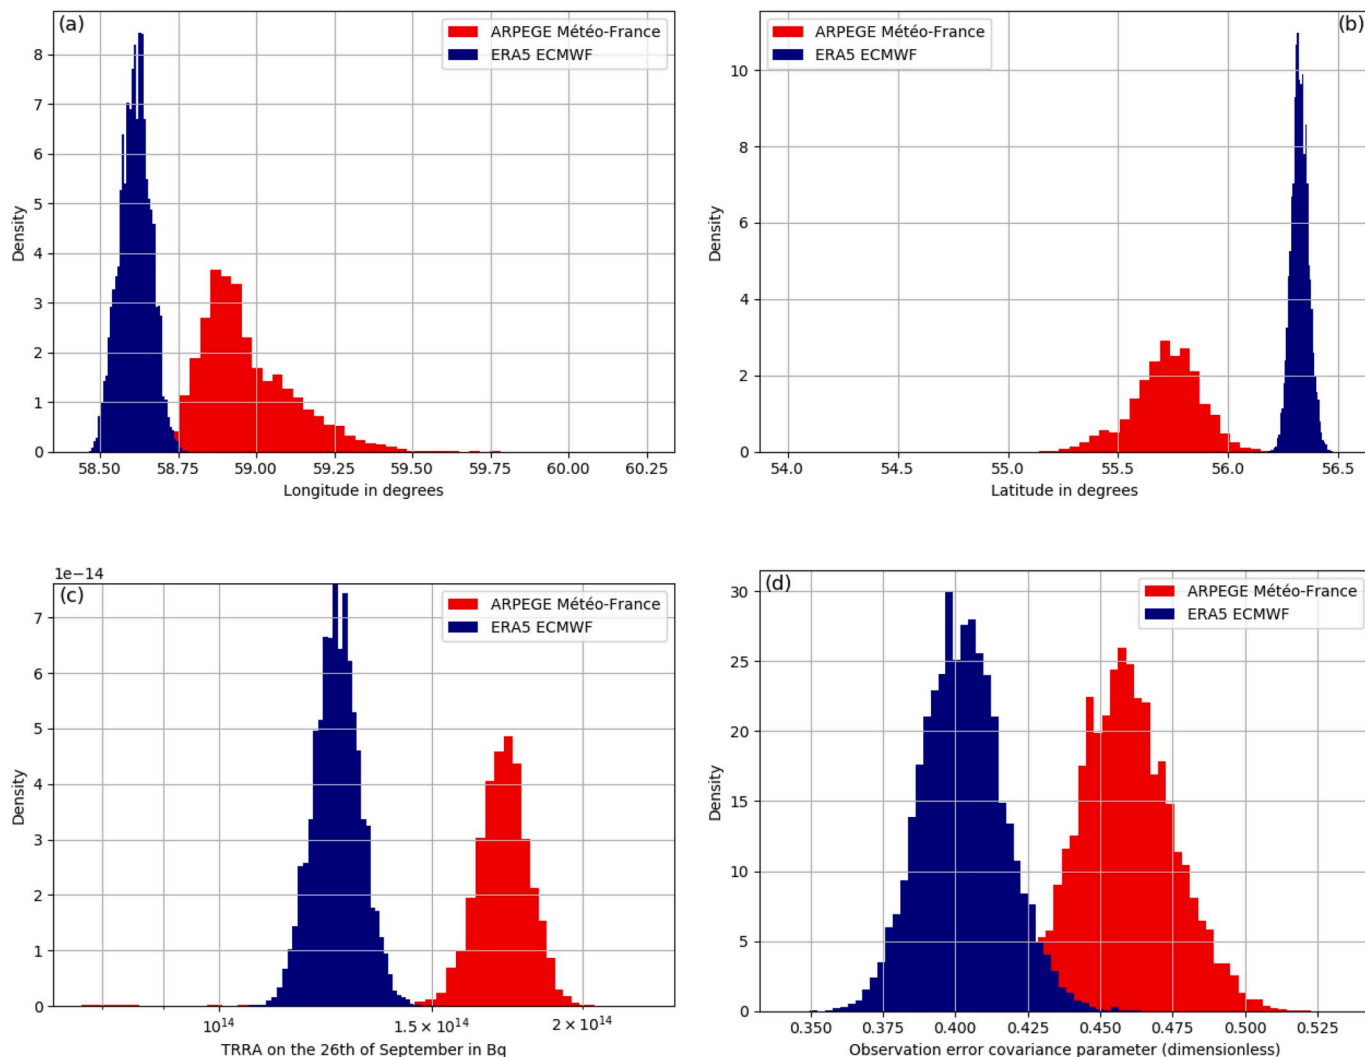 (a)
ARPEGE Météo-France
ERA5 ECMWF
8
7
6
5
4
3
2
1
0
Density
58.50 58.75 59.00 59.25 59.50 59.75 60.00 60.25
Longitude in degrees
(b)
ARPEGE Météo-France
ERA5 ECMWF
10
8
6
4
2
0
Density
54.0 54.5 55.0 55.5 56.0 56.5
Latitude in degrees
1e−14
(c)
ARPEGE Météo-France
ERA5 ECMWF
7
6
5
4
3
2
1
0
Density
10¹⁴ 1.5 × 10¹⁴ 2 × 10¹⁴
TRRA on the 26th of September in Bq
(d)
ARPEGE Météo-France
ERA5 ECMWF
30
25
20
15
10
5
0
Density
0.350 0.375 0.400 0.425 0.450 0.475 0.500 0.525
Observation error covariance parameter (dimensionless)